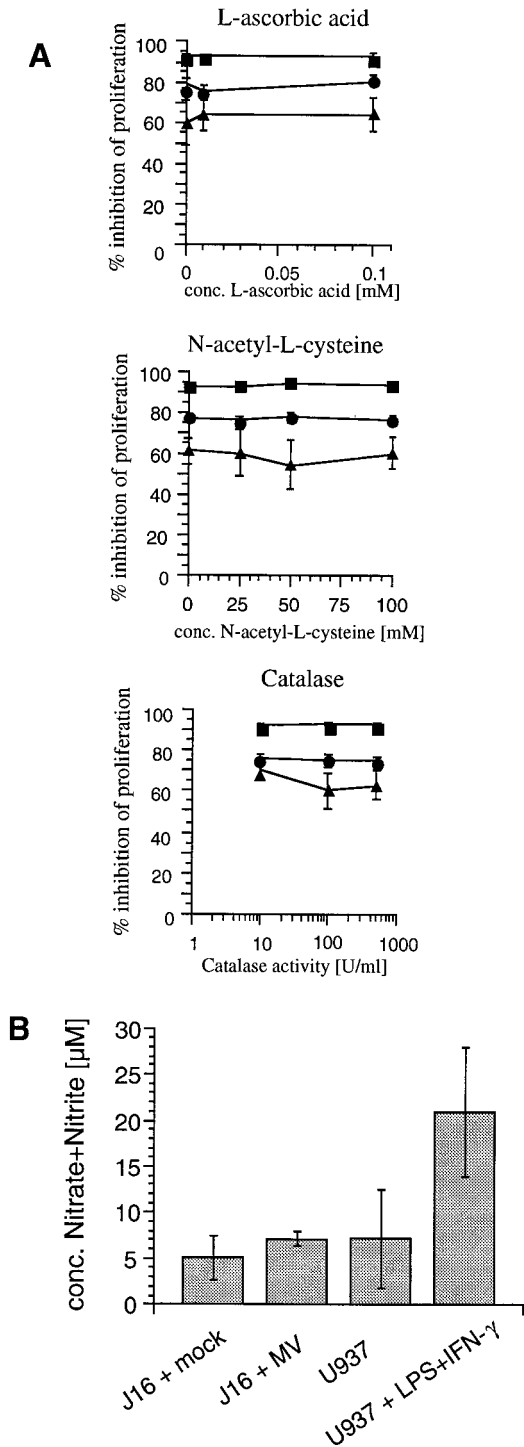 A
L-ascorbic acid
% inhibition of proliferation
100
80
60
40
20
0
0 0.05 0.1
conc. L-ascorbic acid [mM]
N-acetyl-L-cysteine
% inhibition of proliferation
100
80
60
40
20
0
0 25 50 75 100
conc. N-acetyl-L-cysteine [mM]
Catalase
% inhibition of proliferation
100
80
60
40
20
0
1 10 100 1000
Catalase activity [U/ml]
B
conc. Nitrate+Nitrite [µM]
30
25
20
15
10
5
0
J16 + mock
J16 + MV
U937
U937 + LPS+IFN-γ